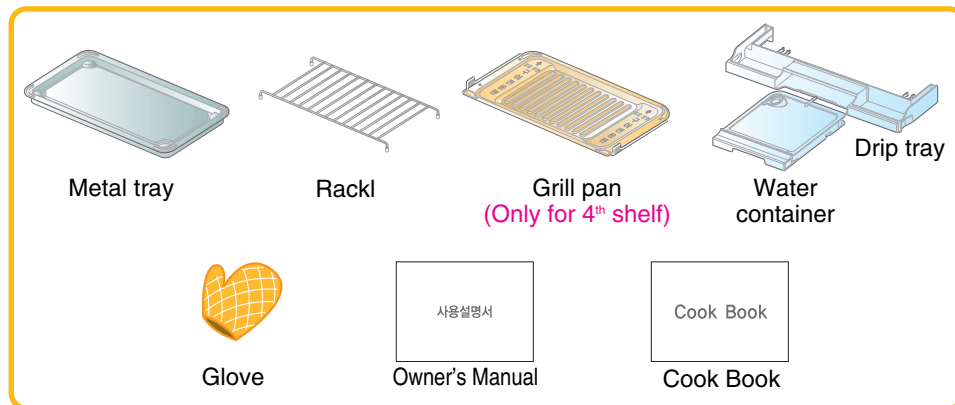 Metal tray
Rackl
Grill pan
(Only for 4th shelf)
Water
container
Drip tray
사용설명서
Cook Book
Glove
Owner's Manual
Cook Book